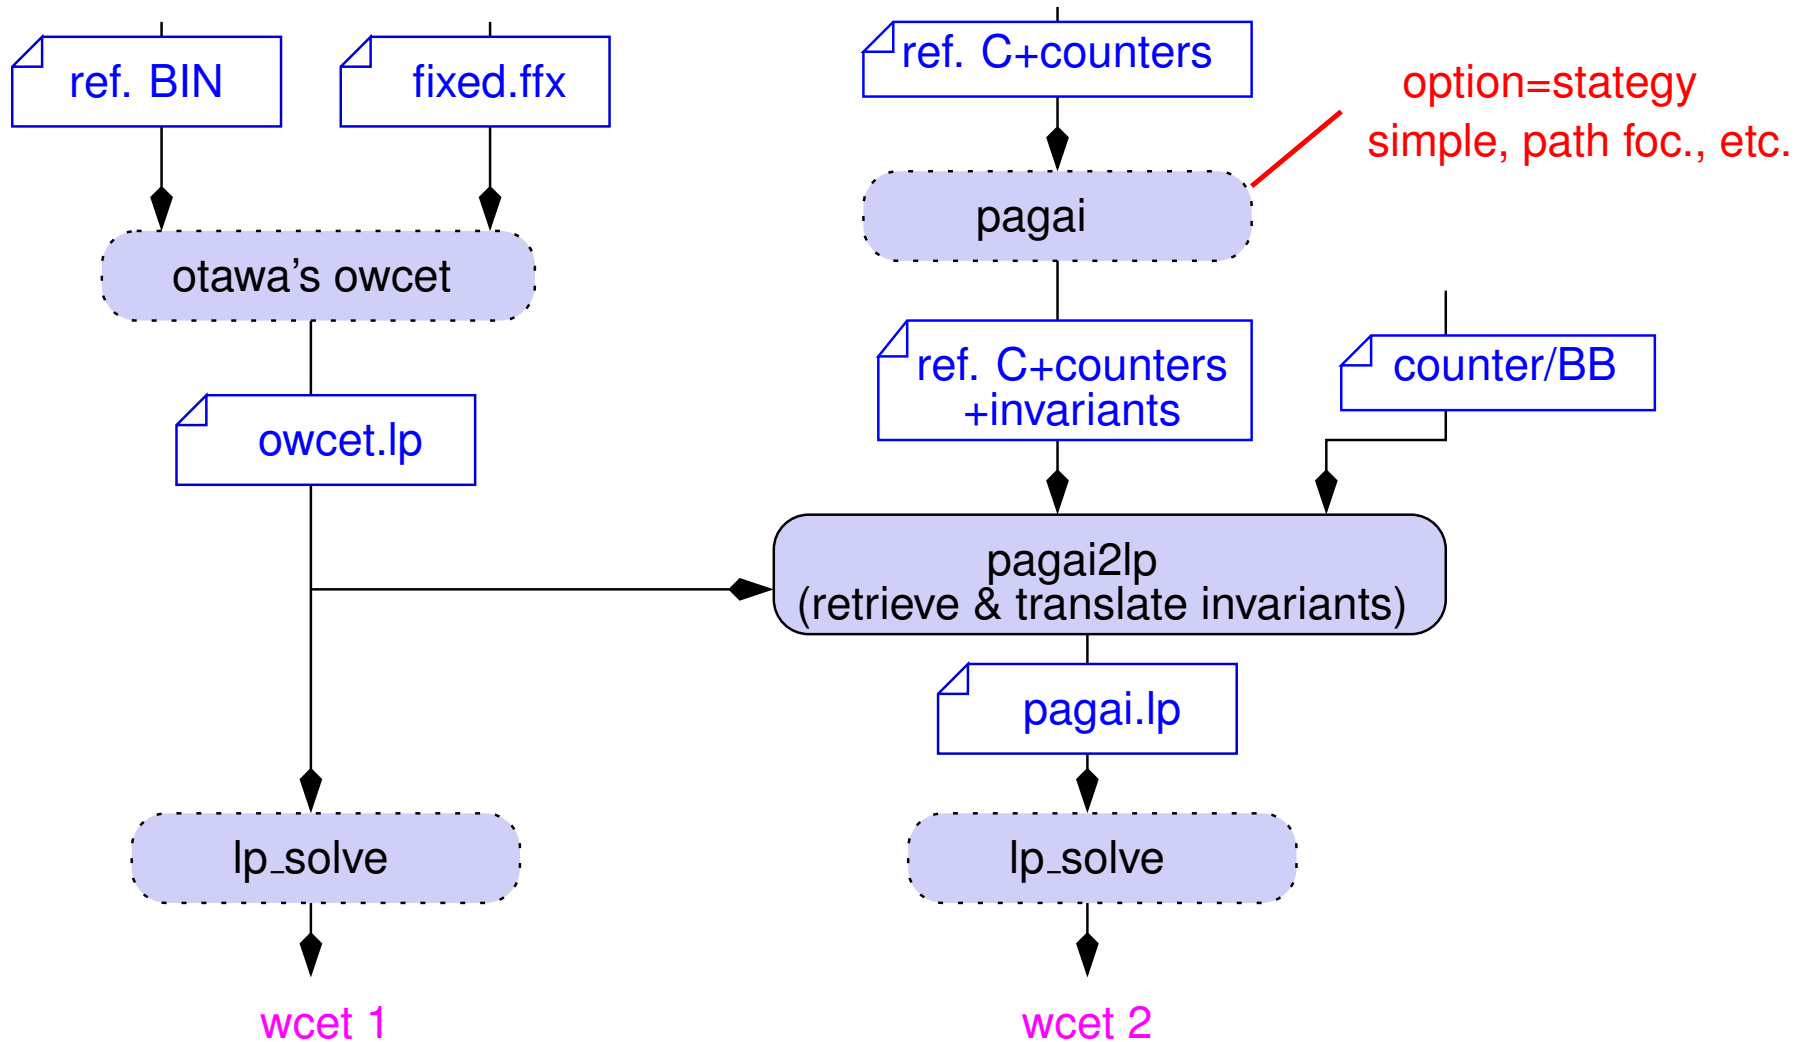 ref. BIN
fixed.ffx
ref. C+counters
option=stategy
simple, path foc., etc.
pagai
otawa's owcet
ref. C+counters
+invariants
counter/BB
owcet.lp
pagai2lp
(retrieve & translate invariants)
pagai.lp
lp_solve
lp_solve
wcet 1
wcet 2